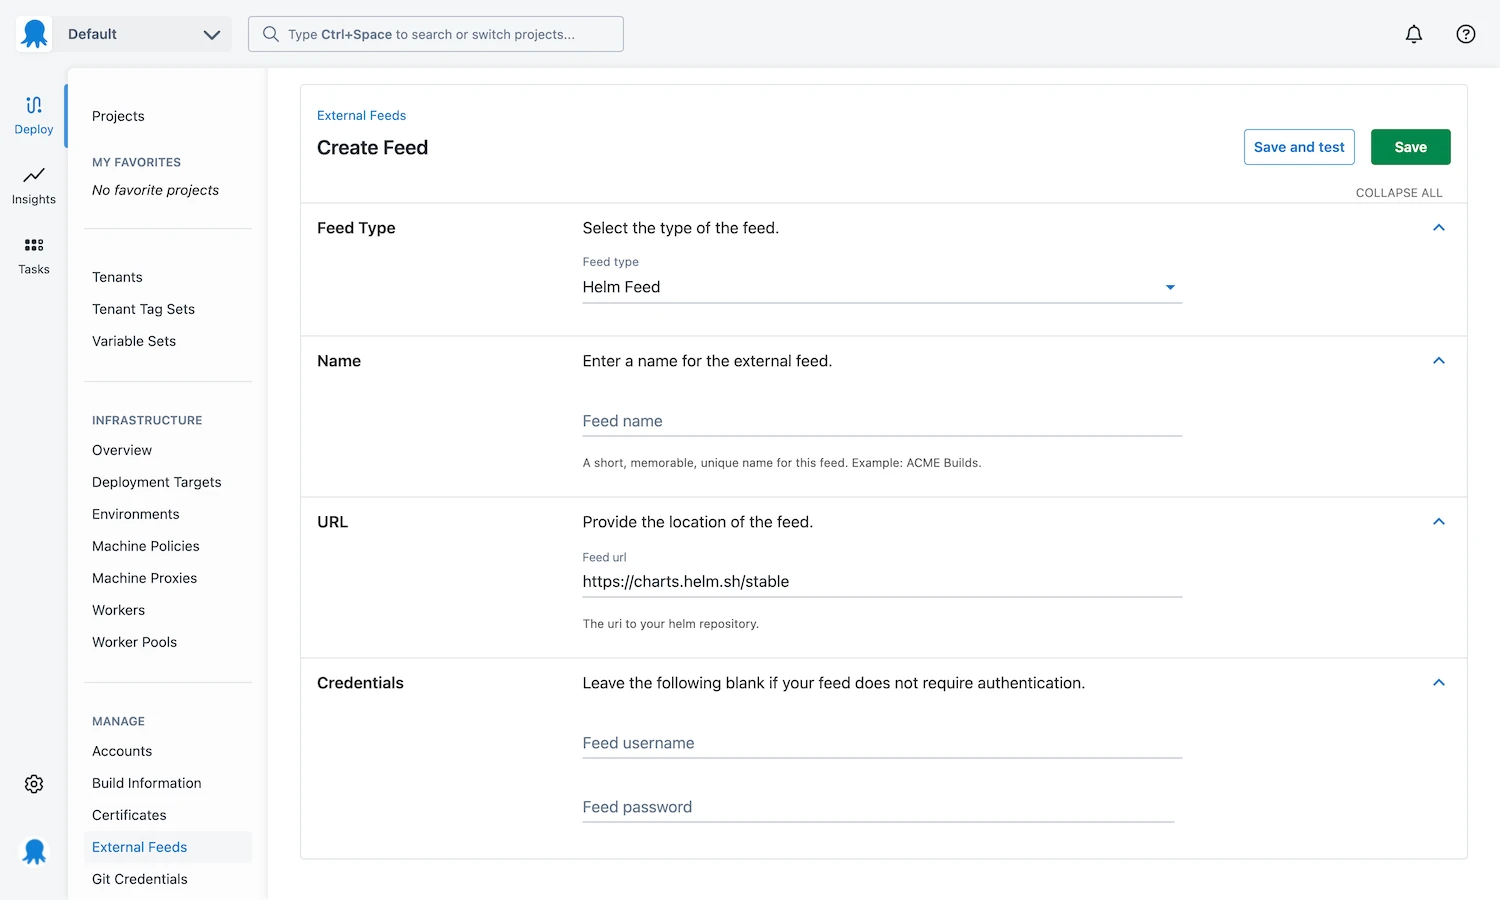 Default
Type Ctrl+Space to search or switch projects...
Deploy
Insights
Tasks
Projects
MY FAVORITES
No favorite projects
Tenants
Tenant Tag Sets
Variable Sets
INFRASTRUCTURE
Overview
Deployment Targets
Environments
Machine Policies
Machine Proxies
Workers
Worker Pools
MANAGE
Accounts
Build Information
Certificates
External Feeds
Git Credentials
External Feeds
Create Feed
Save and test
Save
COLLAPSE ALL
Feed Type
Select the type of the feed.
Feed type
Helm Feed
Name
Enter a name for the external feed.
Feed name
A short, memorable, unique name for this feed. Example: ACME Builds.
URL
Provide the location of the feed.
Feed url
https://charts.helm.sh/stable
The uri to your helm repository.
Credentials
Leave the following blank if your feed does not require authentication.
Feed username
Feed password